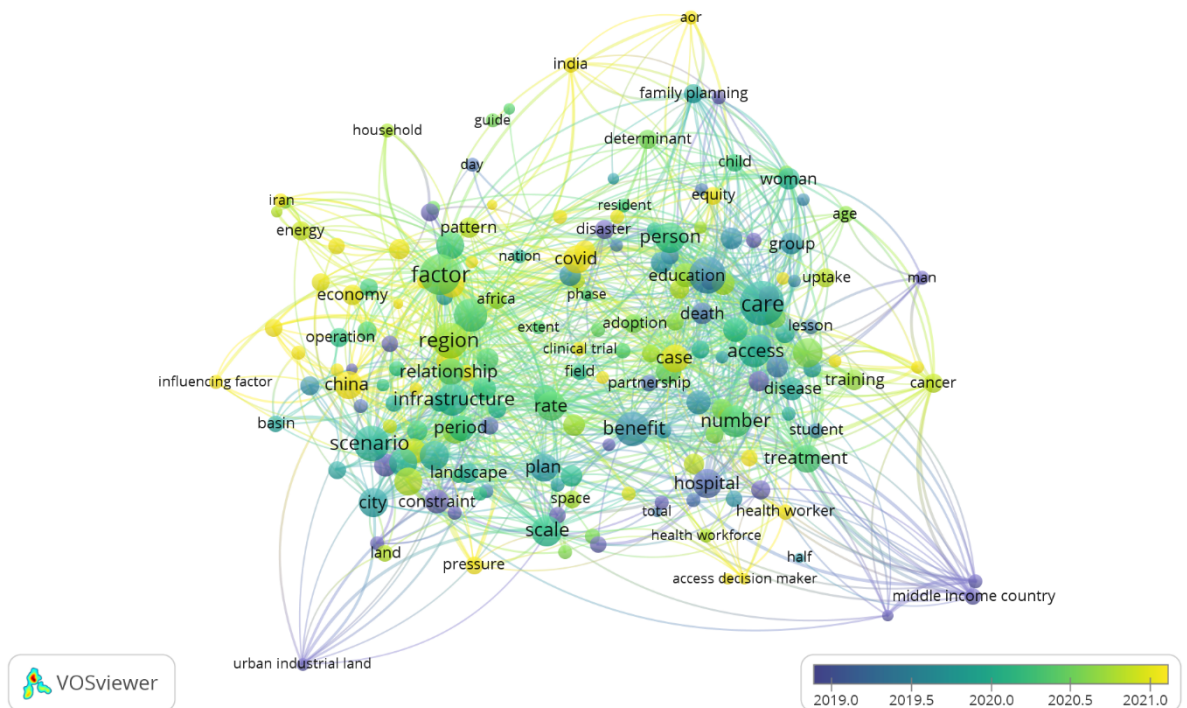 aor
india
family planning
guide
household
determinant
day
child
woman
equity
iran
resident
age
pattern
disaster
energy
person
group
nation
covid
factor
education
uptake
man
phase
economy
africa
care
death
extent
adoption
lesson
operation
region
clinical trial
access
case
relationship
field
influencing factor
china
partnership
disease
training
cancer
infrastructure
rate
basin
period
benefit
number
student
scenario
treatment
plan
landscape
hospital
space
city
constraint
total
health worker
scale
health workforce
land
half
pressure
access decision maker
middle income country
urban industrial land
VOSviewer
2019.0 2019.5 2020.0 2020.5 2021.0